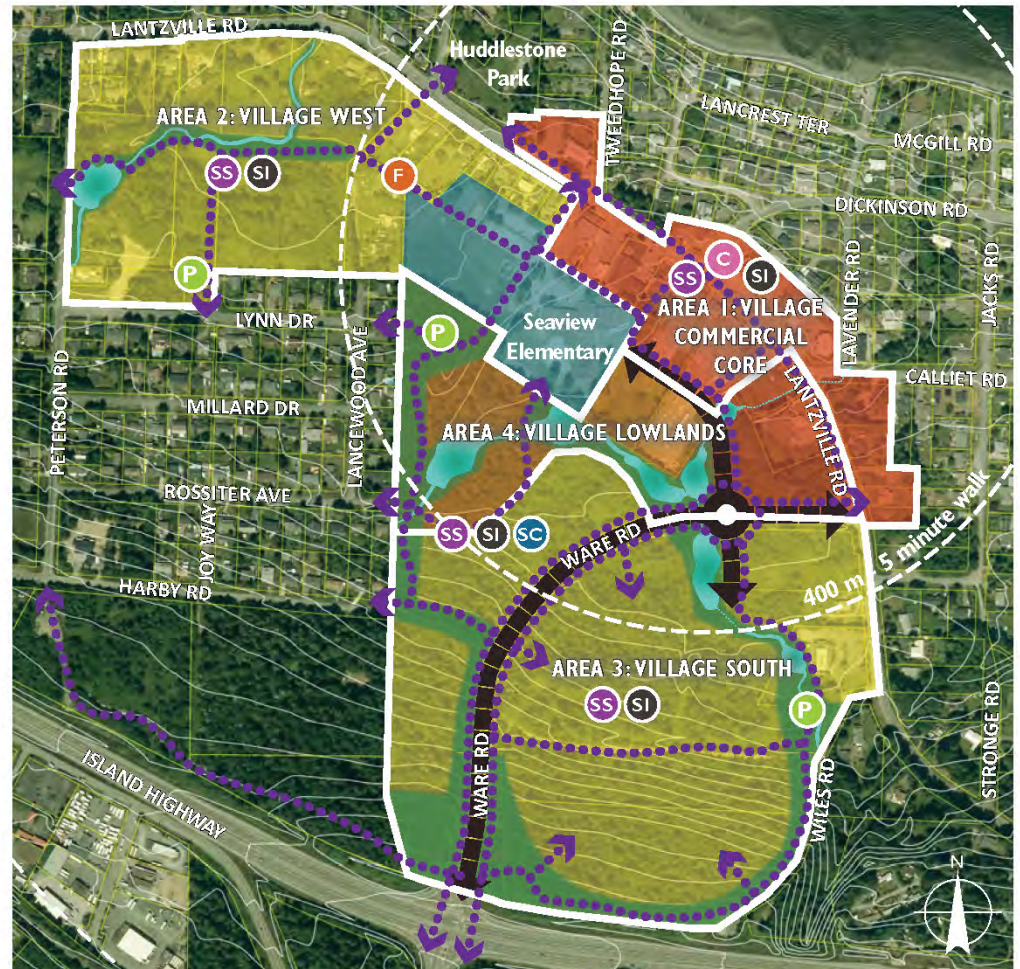 LANTZVILLE RD
Huddlestone
Park
TWEEDHOPE RD
LANCREST TER
MCGILL RD
AREA 2: VILLAGE WEST
SS
SI
F
DICKINSON RD
P
C
SS
SI
AREA 1: VILLAGE
COMMERCIAL
CORE
LAVENDER RD
JACKS RD
LYNN DR
P
Seaview
Elementary
LANCEWOOD AVE
PETERSON RD
MILLARD DR
CALLIET RD
LANTZVILLE RD
AREA 4: VILLAGE LOWLANDS
ROSSITER AVE
JOY WAY
SS
SI
SC
WARE RD
400 m / 5 minute walk
HARBY RD
AREA 3: VILLAGE SOUTH
SS
SI
P
STRONGE RD
ISLAND HIGHWAY
WARE RD
WILES RD
N